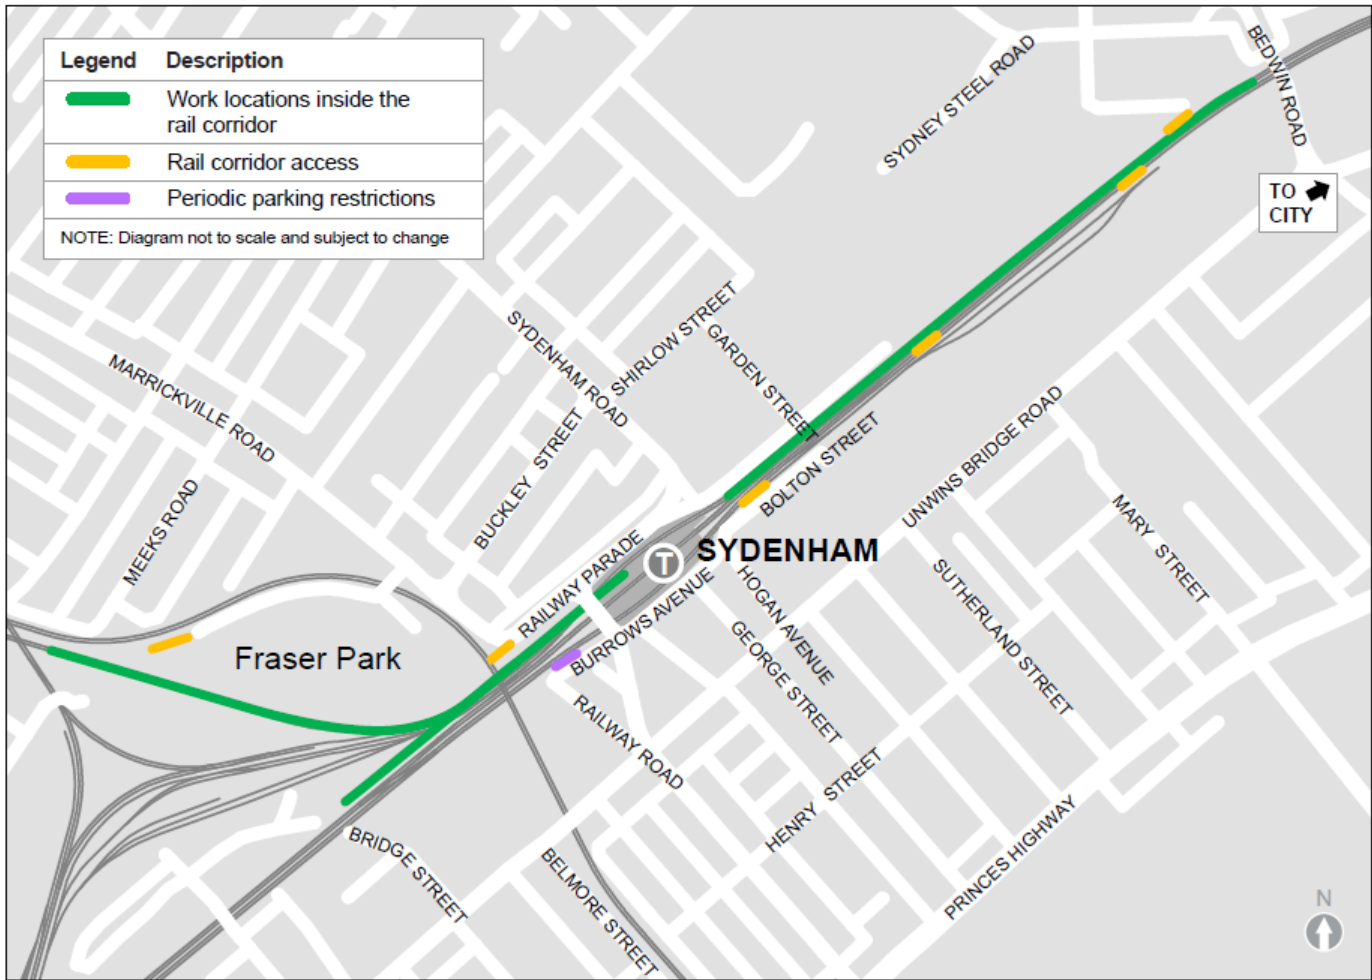 Legend Description
Work locations inside the
rail corridor
Rail corridor access
Periodic parking restrictions
NOTE: Diagram not to scale and subject to change
BEDWIN ROAD
SYDNEY STEEL ROAD
TO
CITY
SYDENHAM ROAD
SHIRLOW STREET
GARDEN STREET
MARRICKVILLE ROAD
BUCKLEY STREET
BOLTON STREET
UNWINS BRIDGE ROAD
MEEKS ROAD
MARY STREET
RAILWAY PARADE
T
SYDENHAM
BURROWS AVENUE
HOGAN AVENUE
SUTHERLAND STREET
GEORGE STREET
Fraser Park
RAILWAY ROAD
HENRY STREET
PRINCES HIGHWAY
BRIDGE STREET
BELMORE STREET
N